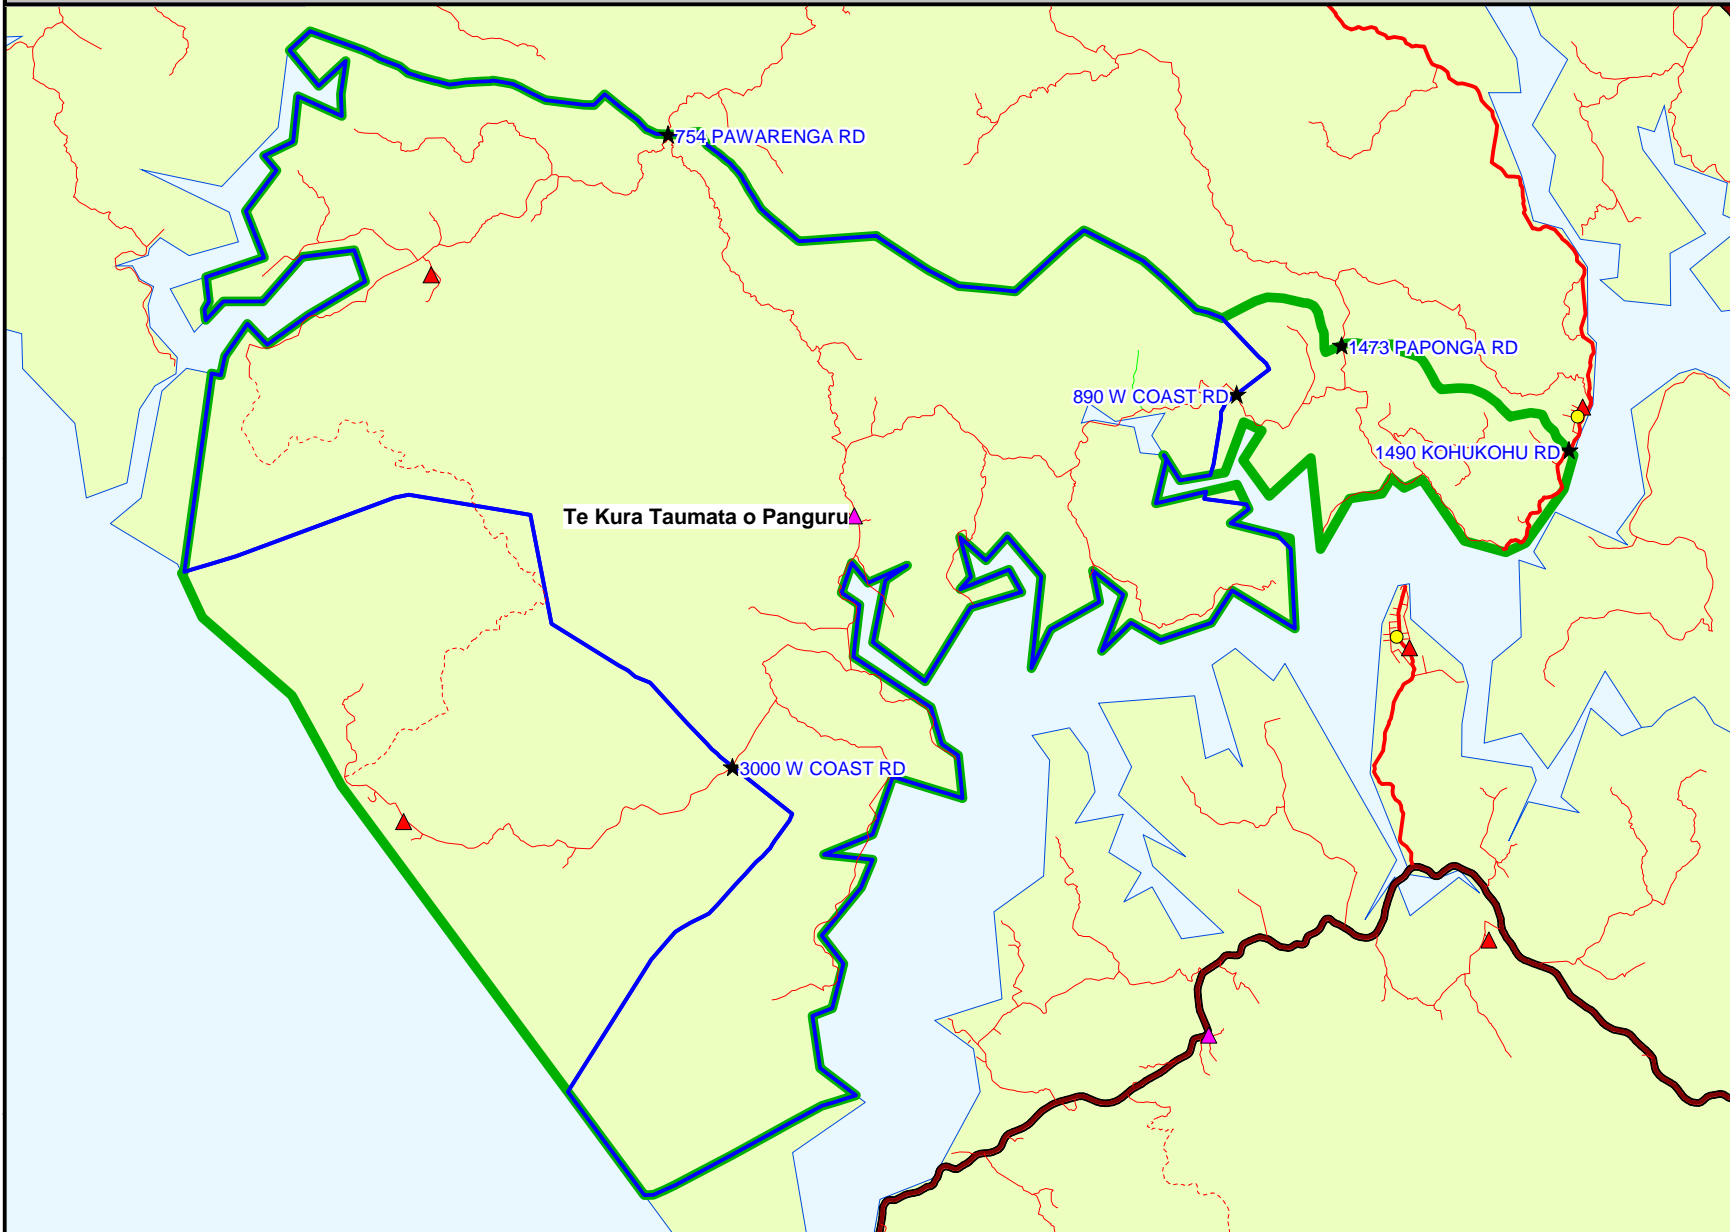 754 PAWARENGA RD
1473 PAPONGA RD
890 W COAST RD
1490 KOHUKOHU RD
Te Kura Taumata o Panguru
3000 W COAST RD